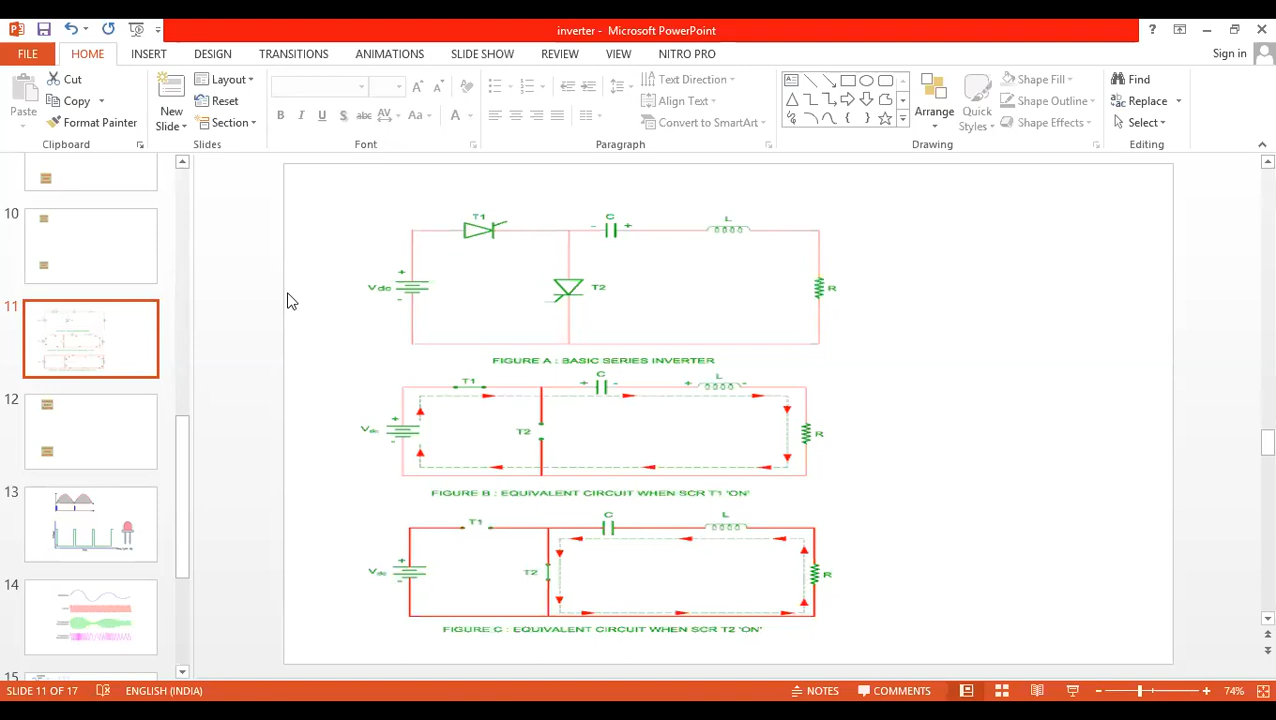 inverter - Microsoft PowerPoint
?
FILE HOME INSERT DESIGN TRANSITIONS ANIMATIONS SLIDE SHOW REVIEW VIEW NITRO PRO Sign in
Paste
Cut
Copy
Format Painter
Clipboard
New Slide
Layout
Reset
Section
Slides
B I U S abc AV Aa A
Font
Text Direction
Align Text
Convert to SmartArt
Paragraph
Arrange
Quick Styles
Shape Fill
Shape Outline
Shape Effects
Drawing
Find
Replace
Select
Editing
10
11
12
13
14
15
T1 C L
- +
+
Vdc T2 R
-
FIGURE A : BASIC SERIES INVERTER
T1 C L
+ - + -
+
Vdc T2 R
-
FIGURE B : EQUIVALENT CIRCUIT WHEN SCR T1 'ON'
T1 C L
+
Vdc T2 R
-
FIGURE C : EQUIVALENT CIRCUIT WHEN SCR T2 'ON'
SLIDE 11 OF 17 ENGLISH (INDIA) NOTES COMMENTS 74%